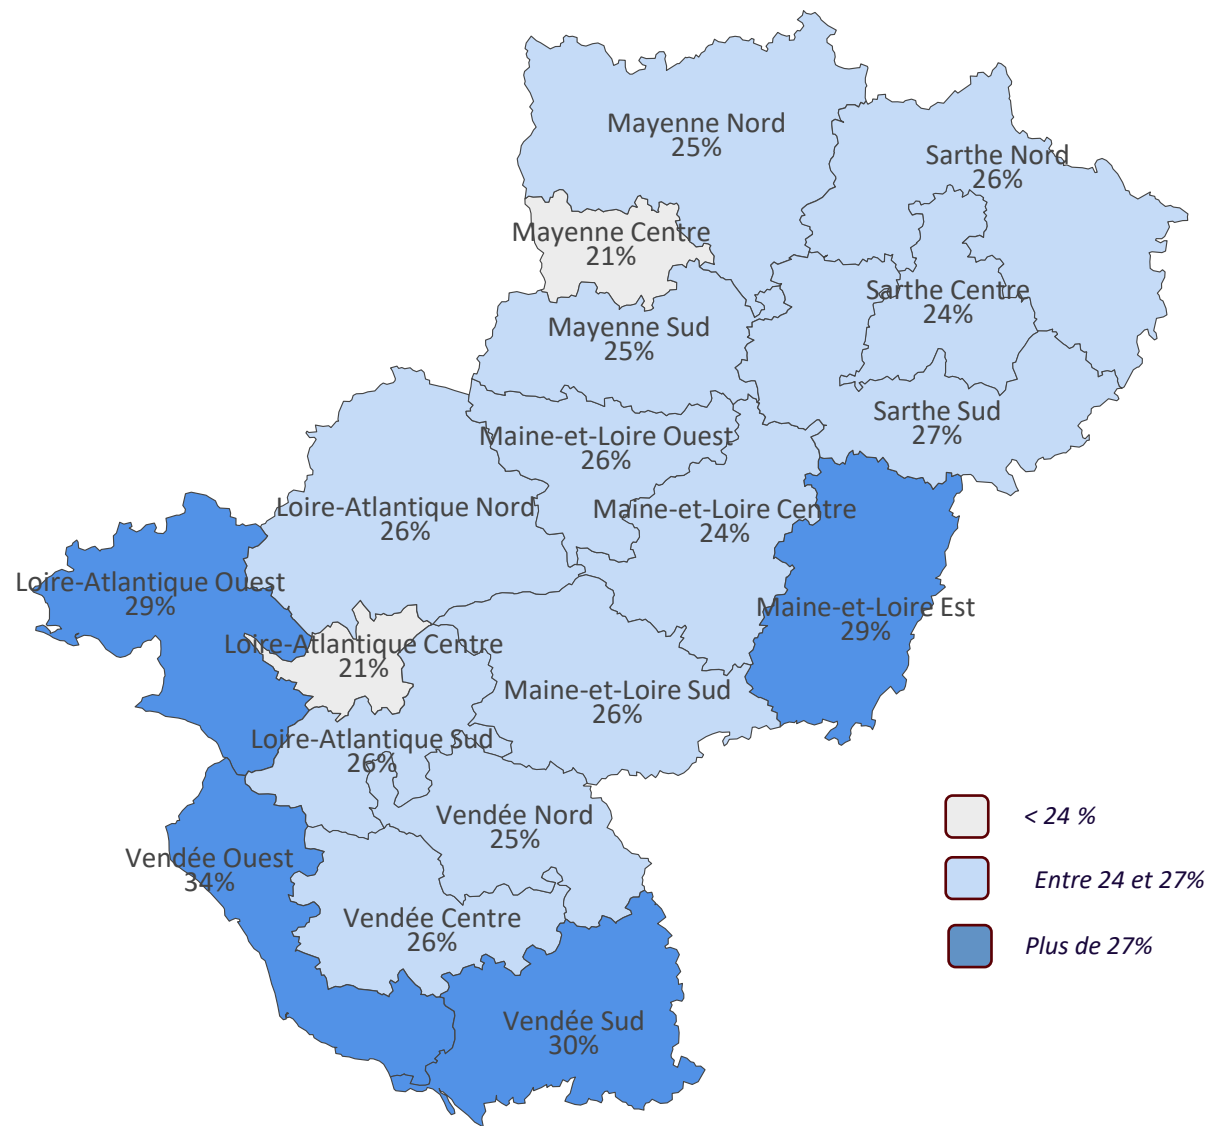 Mayenne Nord
25%
Sarthe Nord
26%
Mayenne Centre
21%
Sarthe Centre
24%
Mayenne Sud
25%
Sarthe Sud
27%
Maine-et-Loire Ouest
26%
Loire-Atlantique Nord
26%
Maine-et-Loire Centre
24%
Loire-Atlantique Ouest
29%
Maine-et-Loire Est
29%
Loire-Atlantique Centre
21%
Maine-et-Loire Sud
26%
Loire-Atlantique Sud
26%
Vendée Nord
25%
Vendée Ouest
34%
Vendée Centre
26%
Vendée Sud
30%
< 24 %
Entre 24 et 27%
Plus de 27%